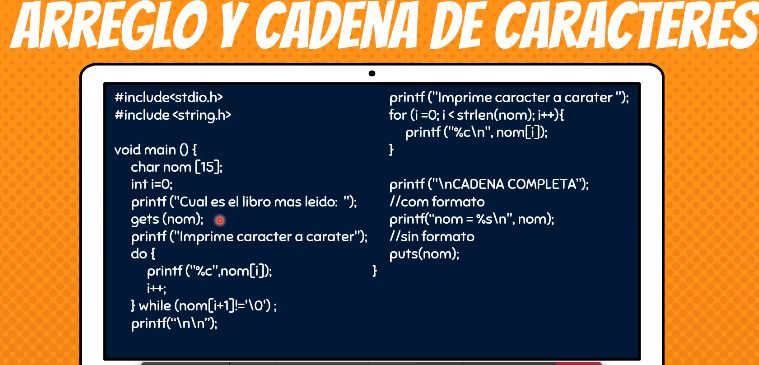 ARREGLO Y CADENA DE CARACTERES
#include<stdio.h>
#include <string.h>
void main () {
char nom [15];
int i=0;
printf ("Cual es el libro mas leido:  ");
gets (nom);
printf ("Imprime caracter a carater");
do {
printf ("%c",nom[i]);
i++;
} while (nom[i+1]!='\0') ;
printf("\n\n");
printf ("Imprime caracter a carater ");
for (i =0; i < strlen(nom); i++){
printf ("%c\n", nom[i]);
}
printf ("\nCADENA COMPLETA");
//com formato
printf("nom = %s\n", nom);
//sin formato
puts(nom);
}